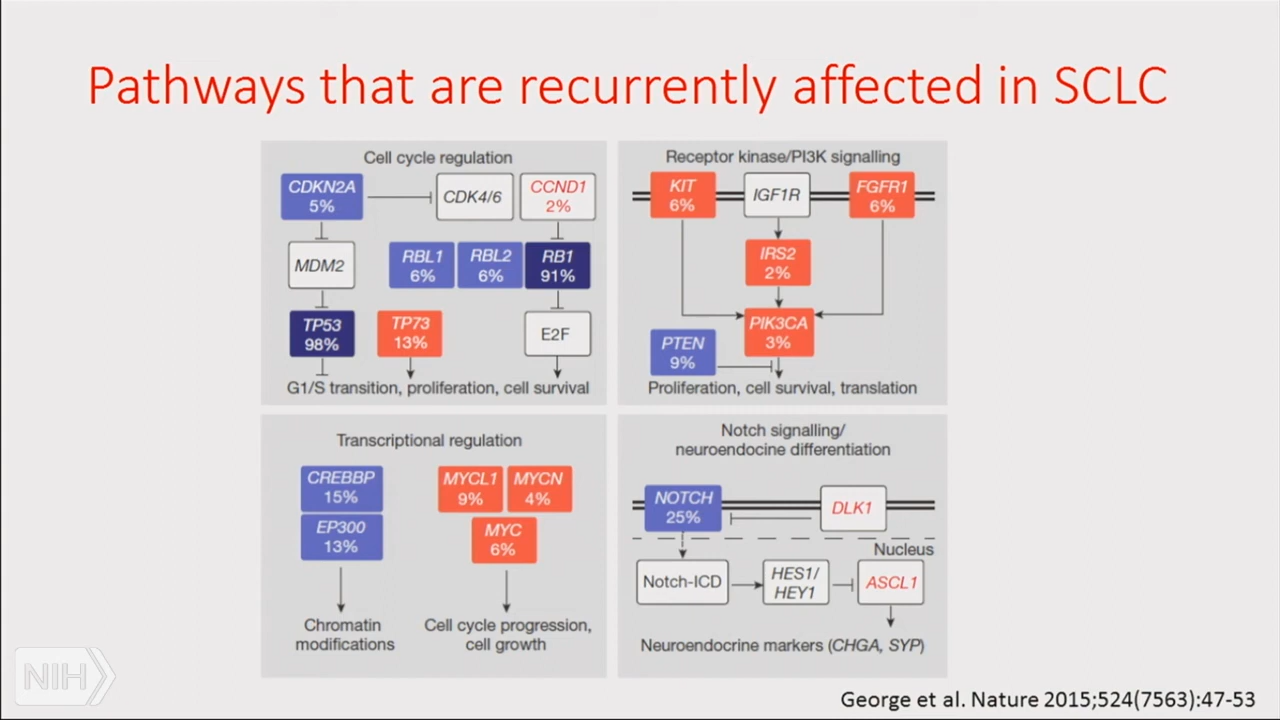 Pathways that are recurrently affected in SCLC
Cell cycle regulation
CDKN2A
5%
CDK4/6
CCND1
2%
MDM2
RBL1
6%
RBL2
6%
RB1
91%
TP53
98%
TP73
13%
E2F
G1/S transition, proliferation, cell survival
Receptor kinase/PI3K signalling
KIT
6%
IGF1R
FGFR1
6%
IRS2
2%
PIK3CA
3%
PTEN
9%
Proliferation, cell survival, translation
Transcriptional regulation
CREBBP
15%
EP300
13%
MYCL1
9%
MYCN
4%
MYC
6%
Chromatin
modifications
Cell cycle progression,
cell growth
Notch signalling/
neuroendocrine differentiation
NOTCH
25%
DLK1
Nucleus
Notch-ICD
HES1/
HEY1
ASCL1
Neuroendocrine markers (CHGA, SYP)
NIH
George et al. Nature 2015;524(7563):47-53